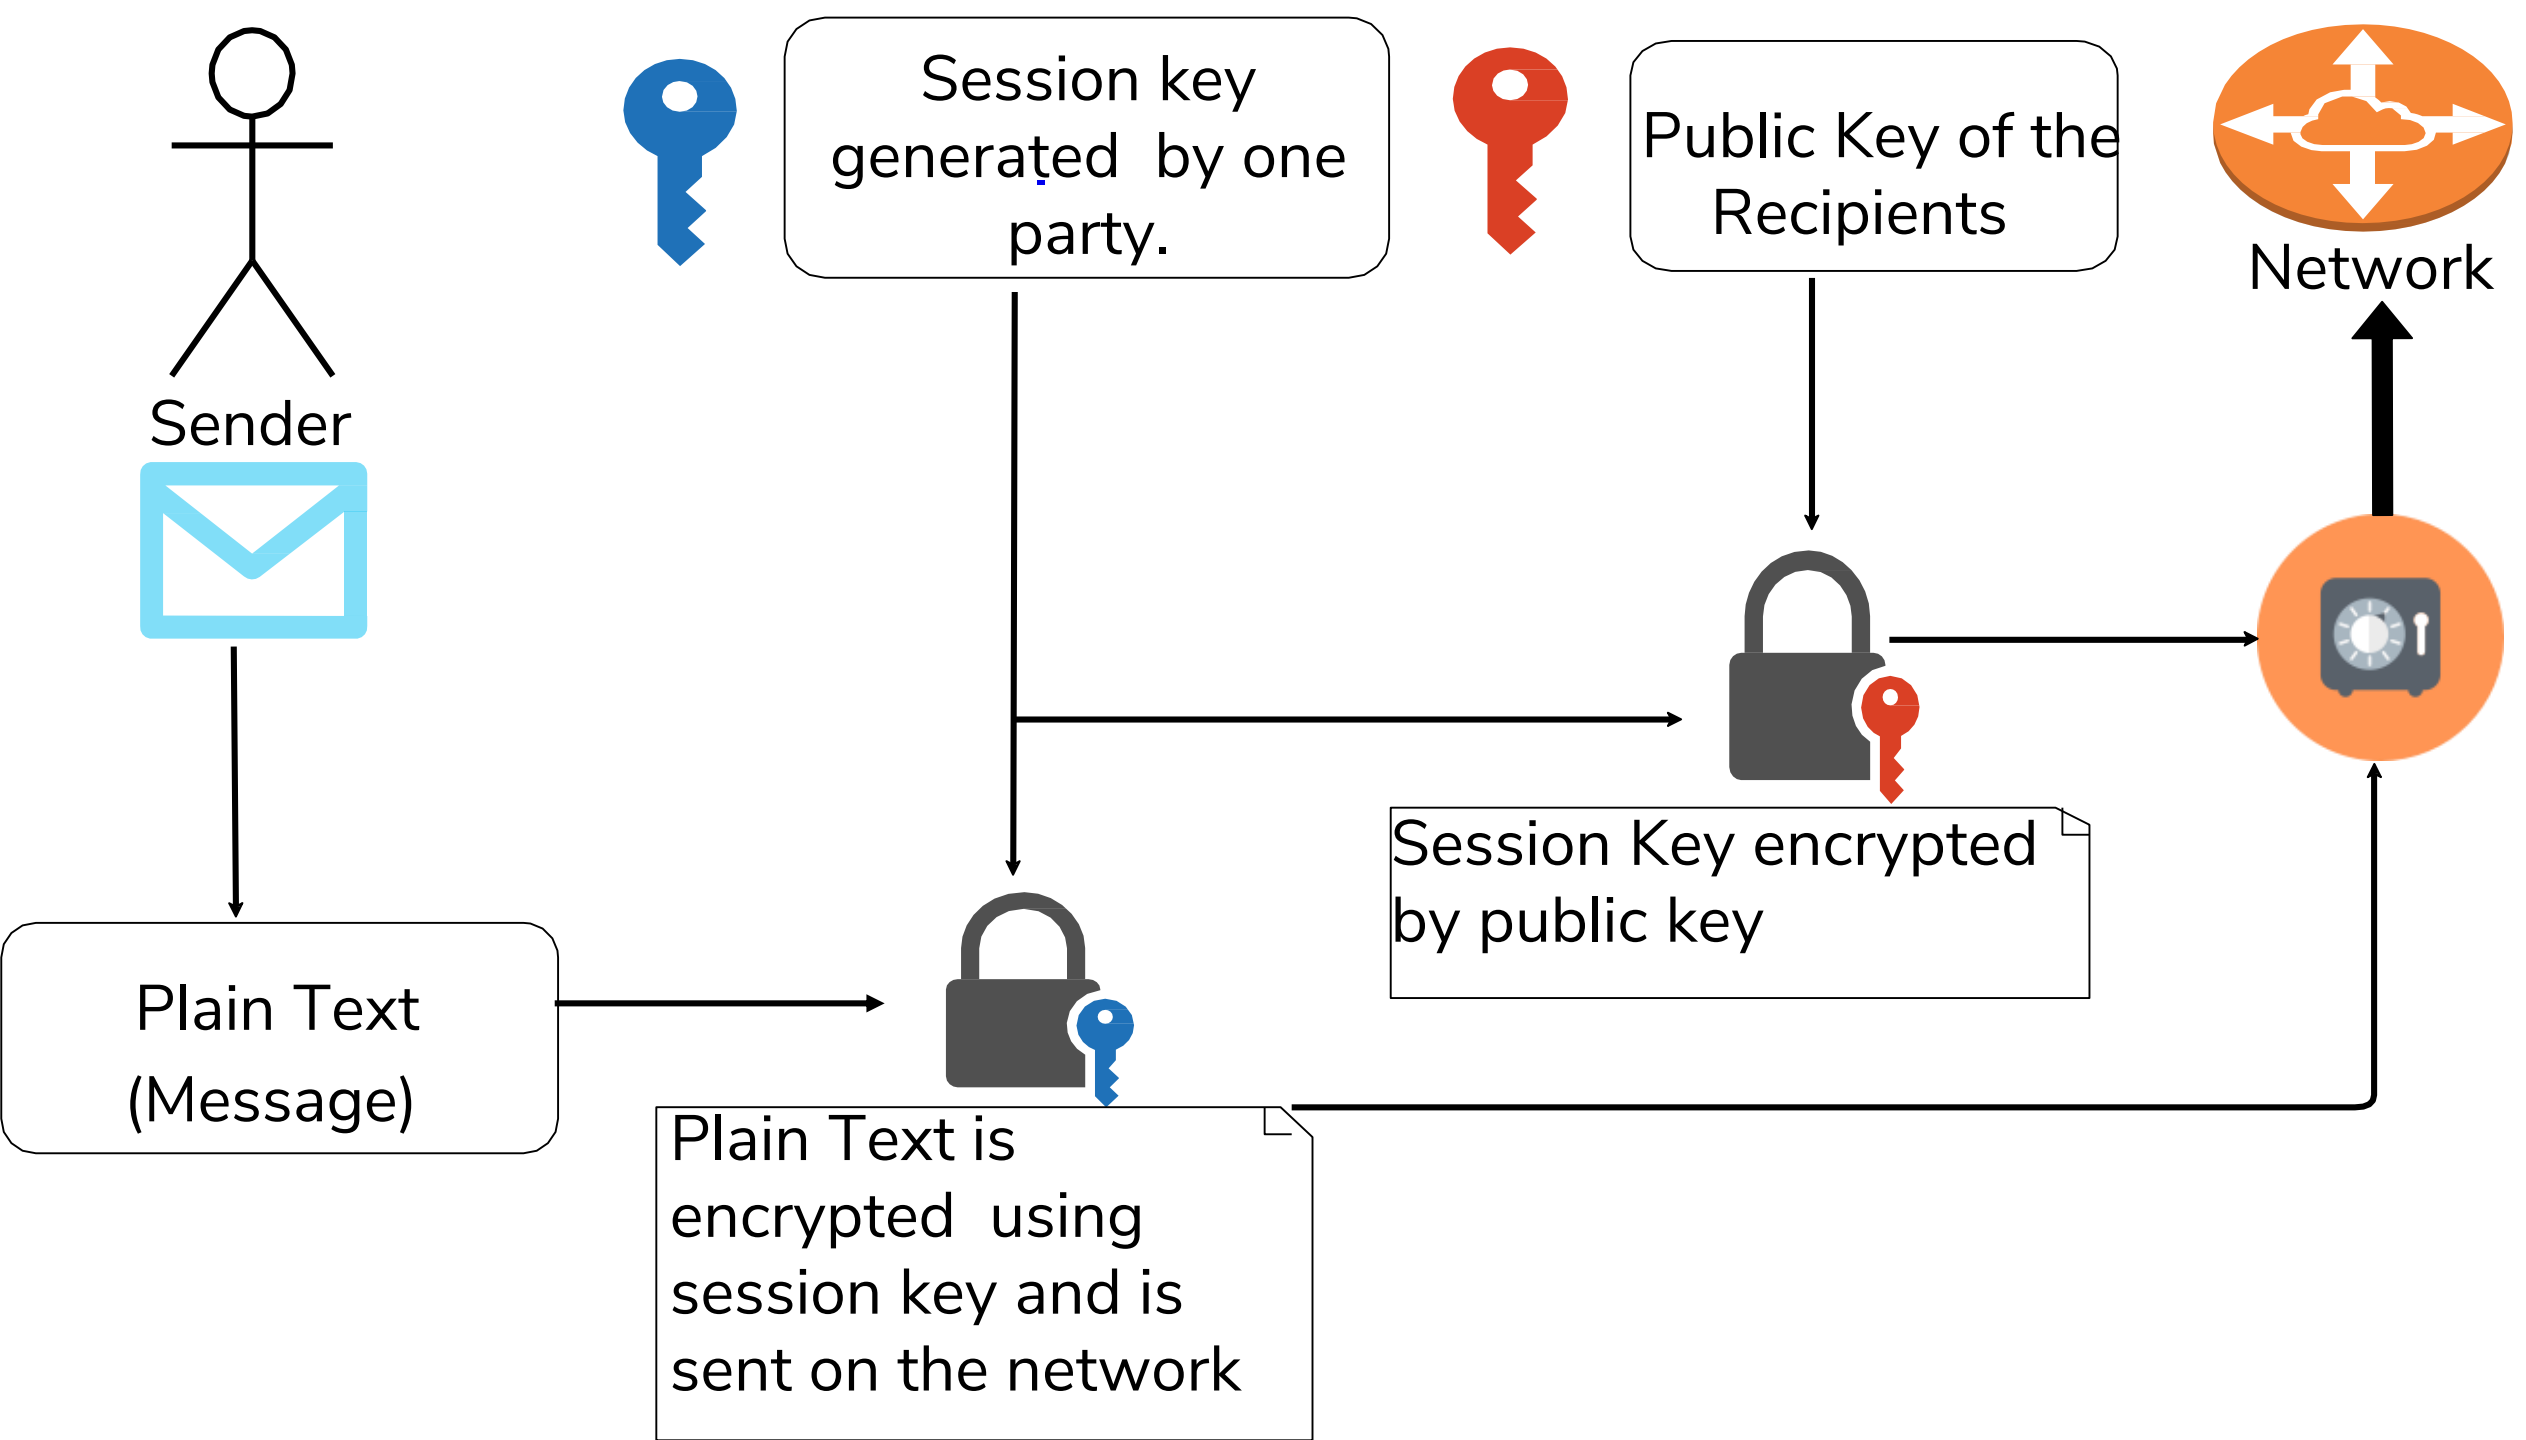 Session key
generated  by one
party.
Public Key of the
Recipients
Network
Sender
Session Key encrypted
by public key
Plain Text
(Message)
Plain Text is
encrypted  using
session key and is
sent on the network